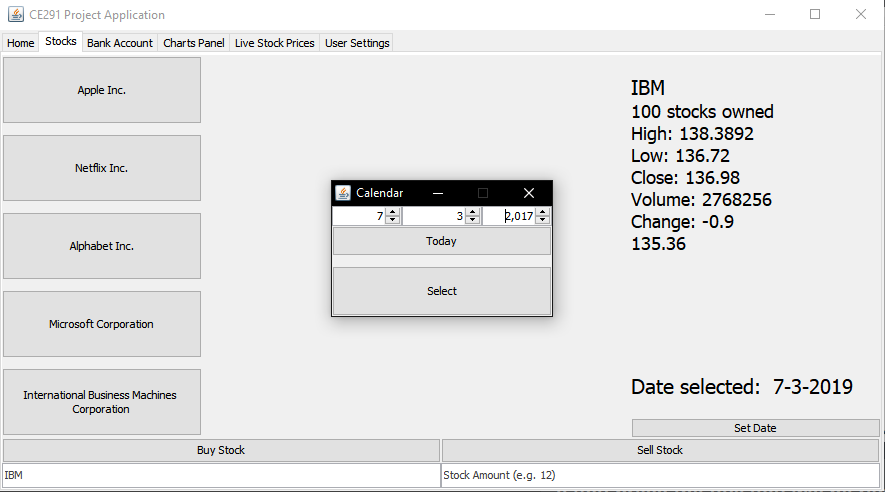 CE291 Project Application
Home Stocks Bank Account Charts Panel Live Stock Prices User Settings
Apple Inc.
Netflix Inc.
Alphabet Inc.
Microsoft Corporation
International Business Machines
Corporation
Calendar
7 3 2,017
Today
Select
IBM
100 stocks owned
High: 138.3892
Low: 136.72
Close: 136.98
Volume: 2768256
Change: -0.9
135.36
Date selected: 7-3-2019
Set Date
Buy Stock Sell Stock
IBM Stock Amount (e.g. 12)